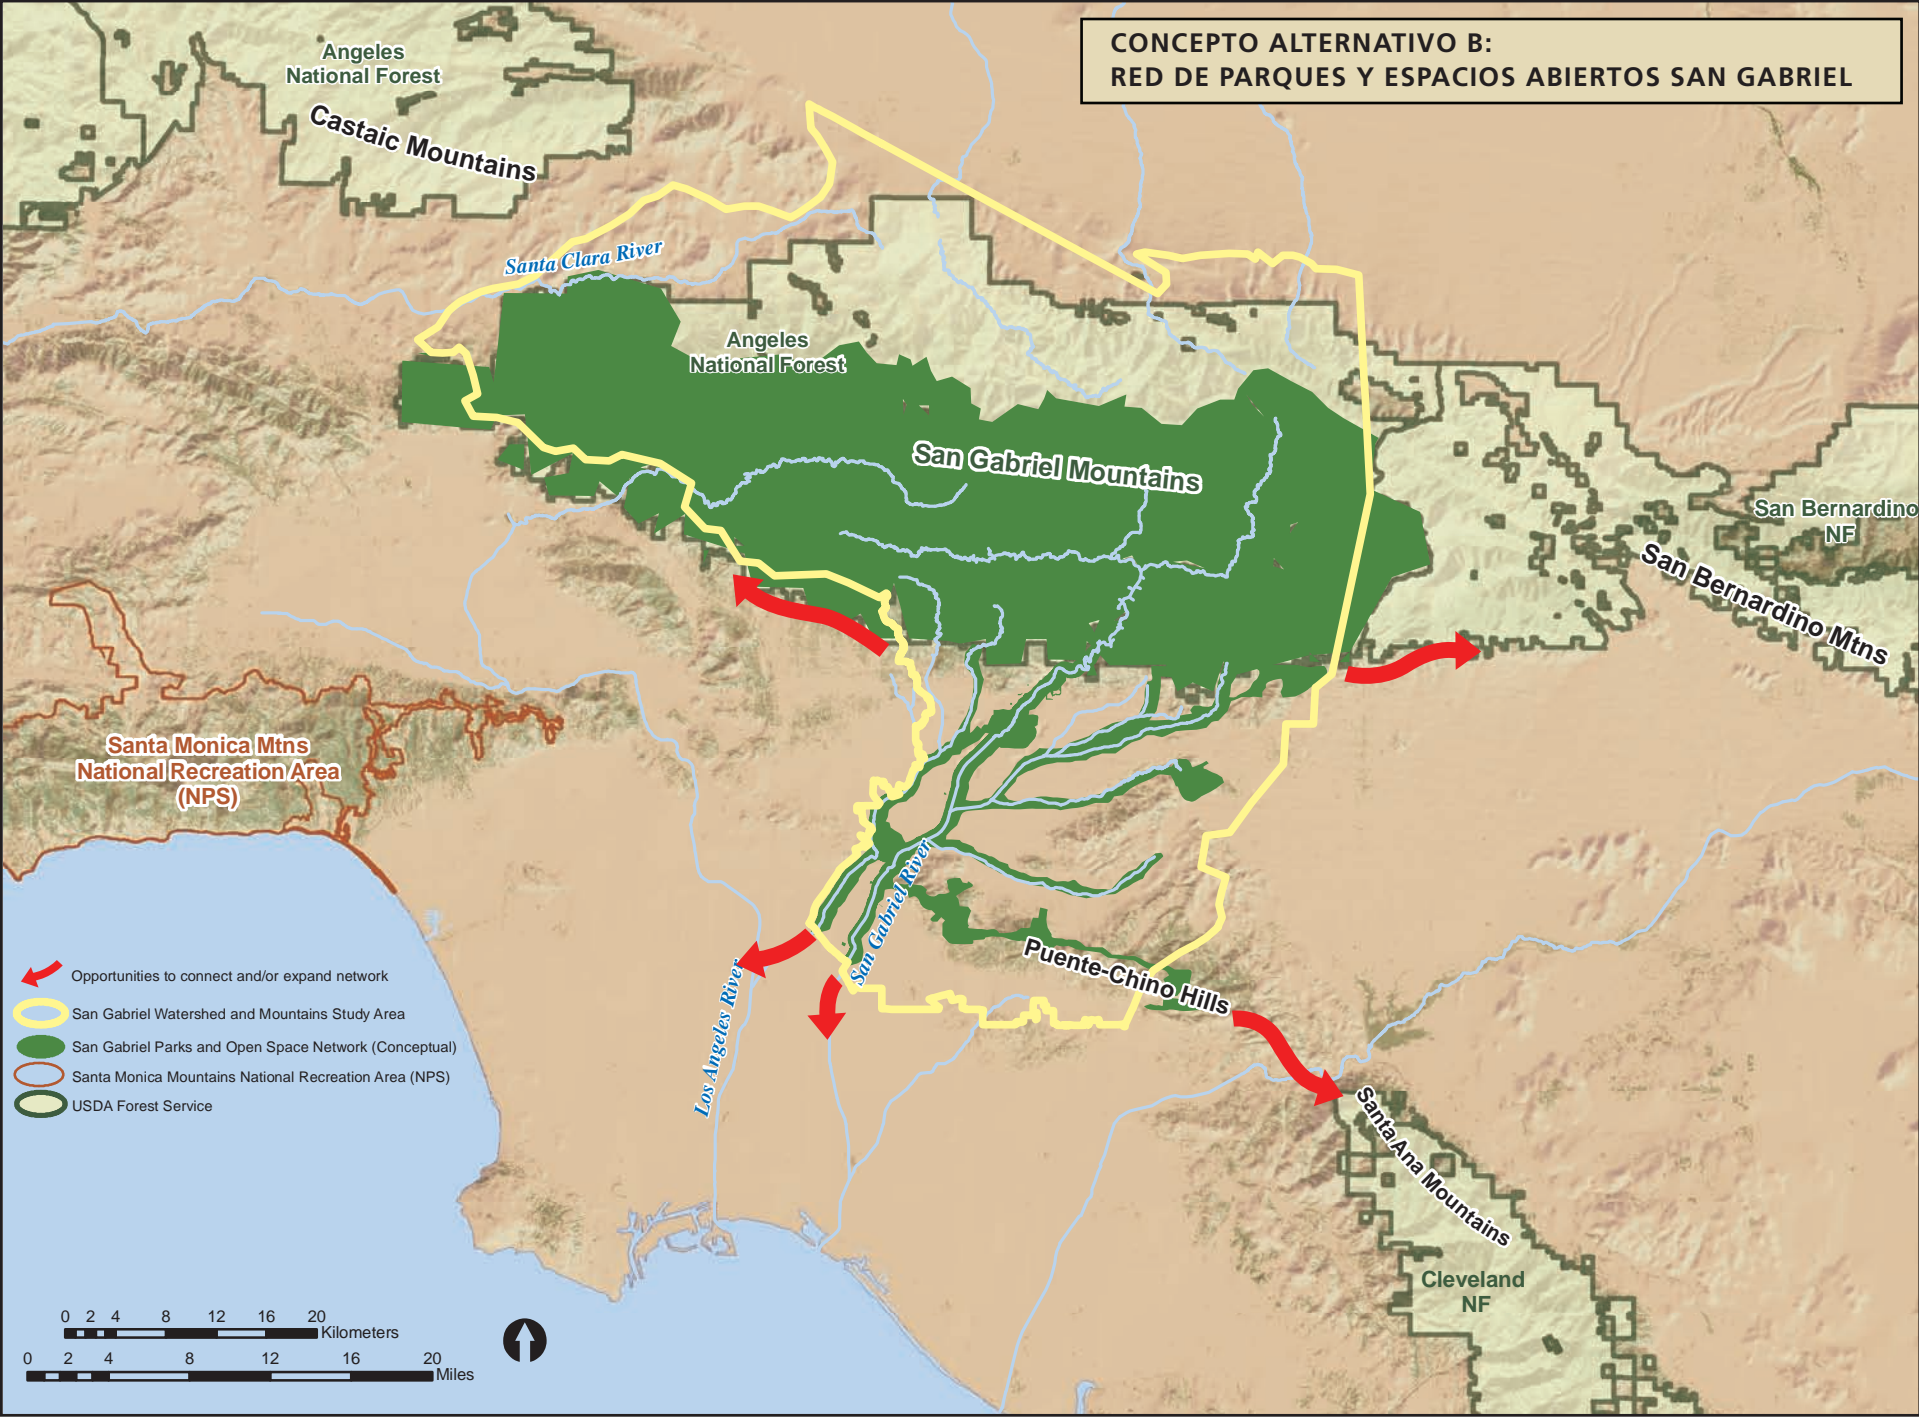 CONCEPTO ALTERNATIVO B:
RED DE PARQUES Y ESPACIOS ABIERTOS SAN GABRIEL
Angeles
National Forest
Castaic Mountains
Santa Clara River
Angeles
National Forest
San Gabriel Mountains
San Bernardino
NF
San Bernardino Mtns
Santa Monica Mtns
National Recreation Area
(NPS)
San Gabriel River
Puente-Chino Hills
Los Angeles River
Santa Ana Mountains
Cleveland
NF
Opportunities to connect and/or expand network
San Gabriel Watershed and Mountains Study Area
San Gabriel Parks and Open Space Network (Conceptual)
Santa Monica Mountains National Recreation Area (NPS)
USDA Forest Service
0 2 4 8 12 16 20
Kilometers
0 2 4 8 12 16 20
Miles